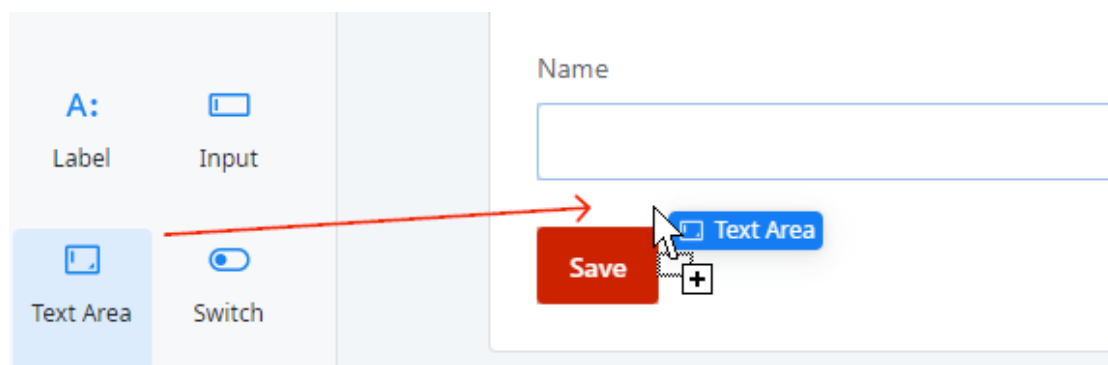 Name
A:
Label
Input
Text Area
Save
Text Area
Switch